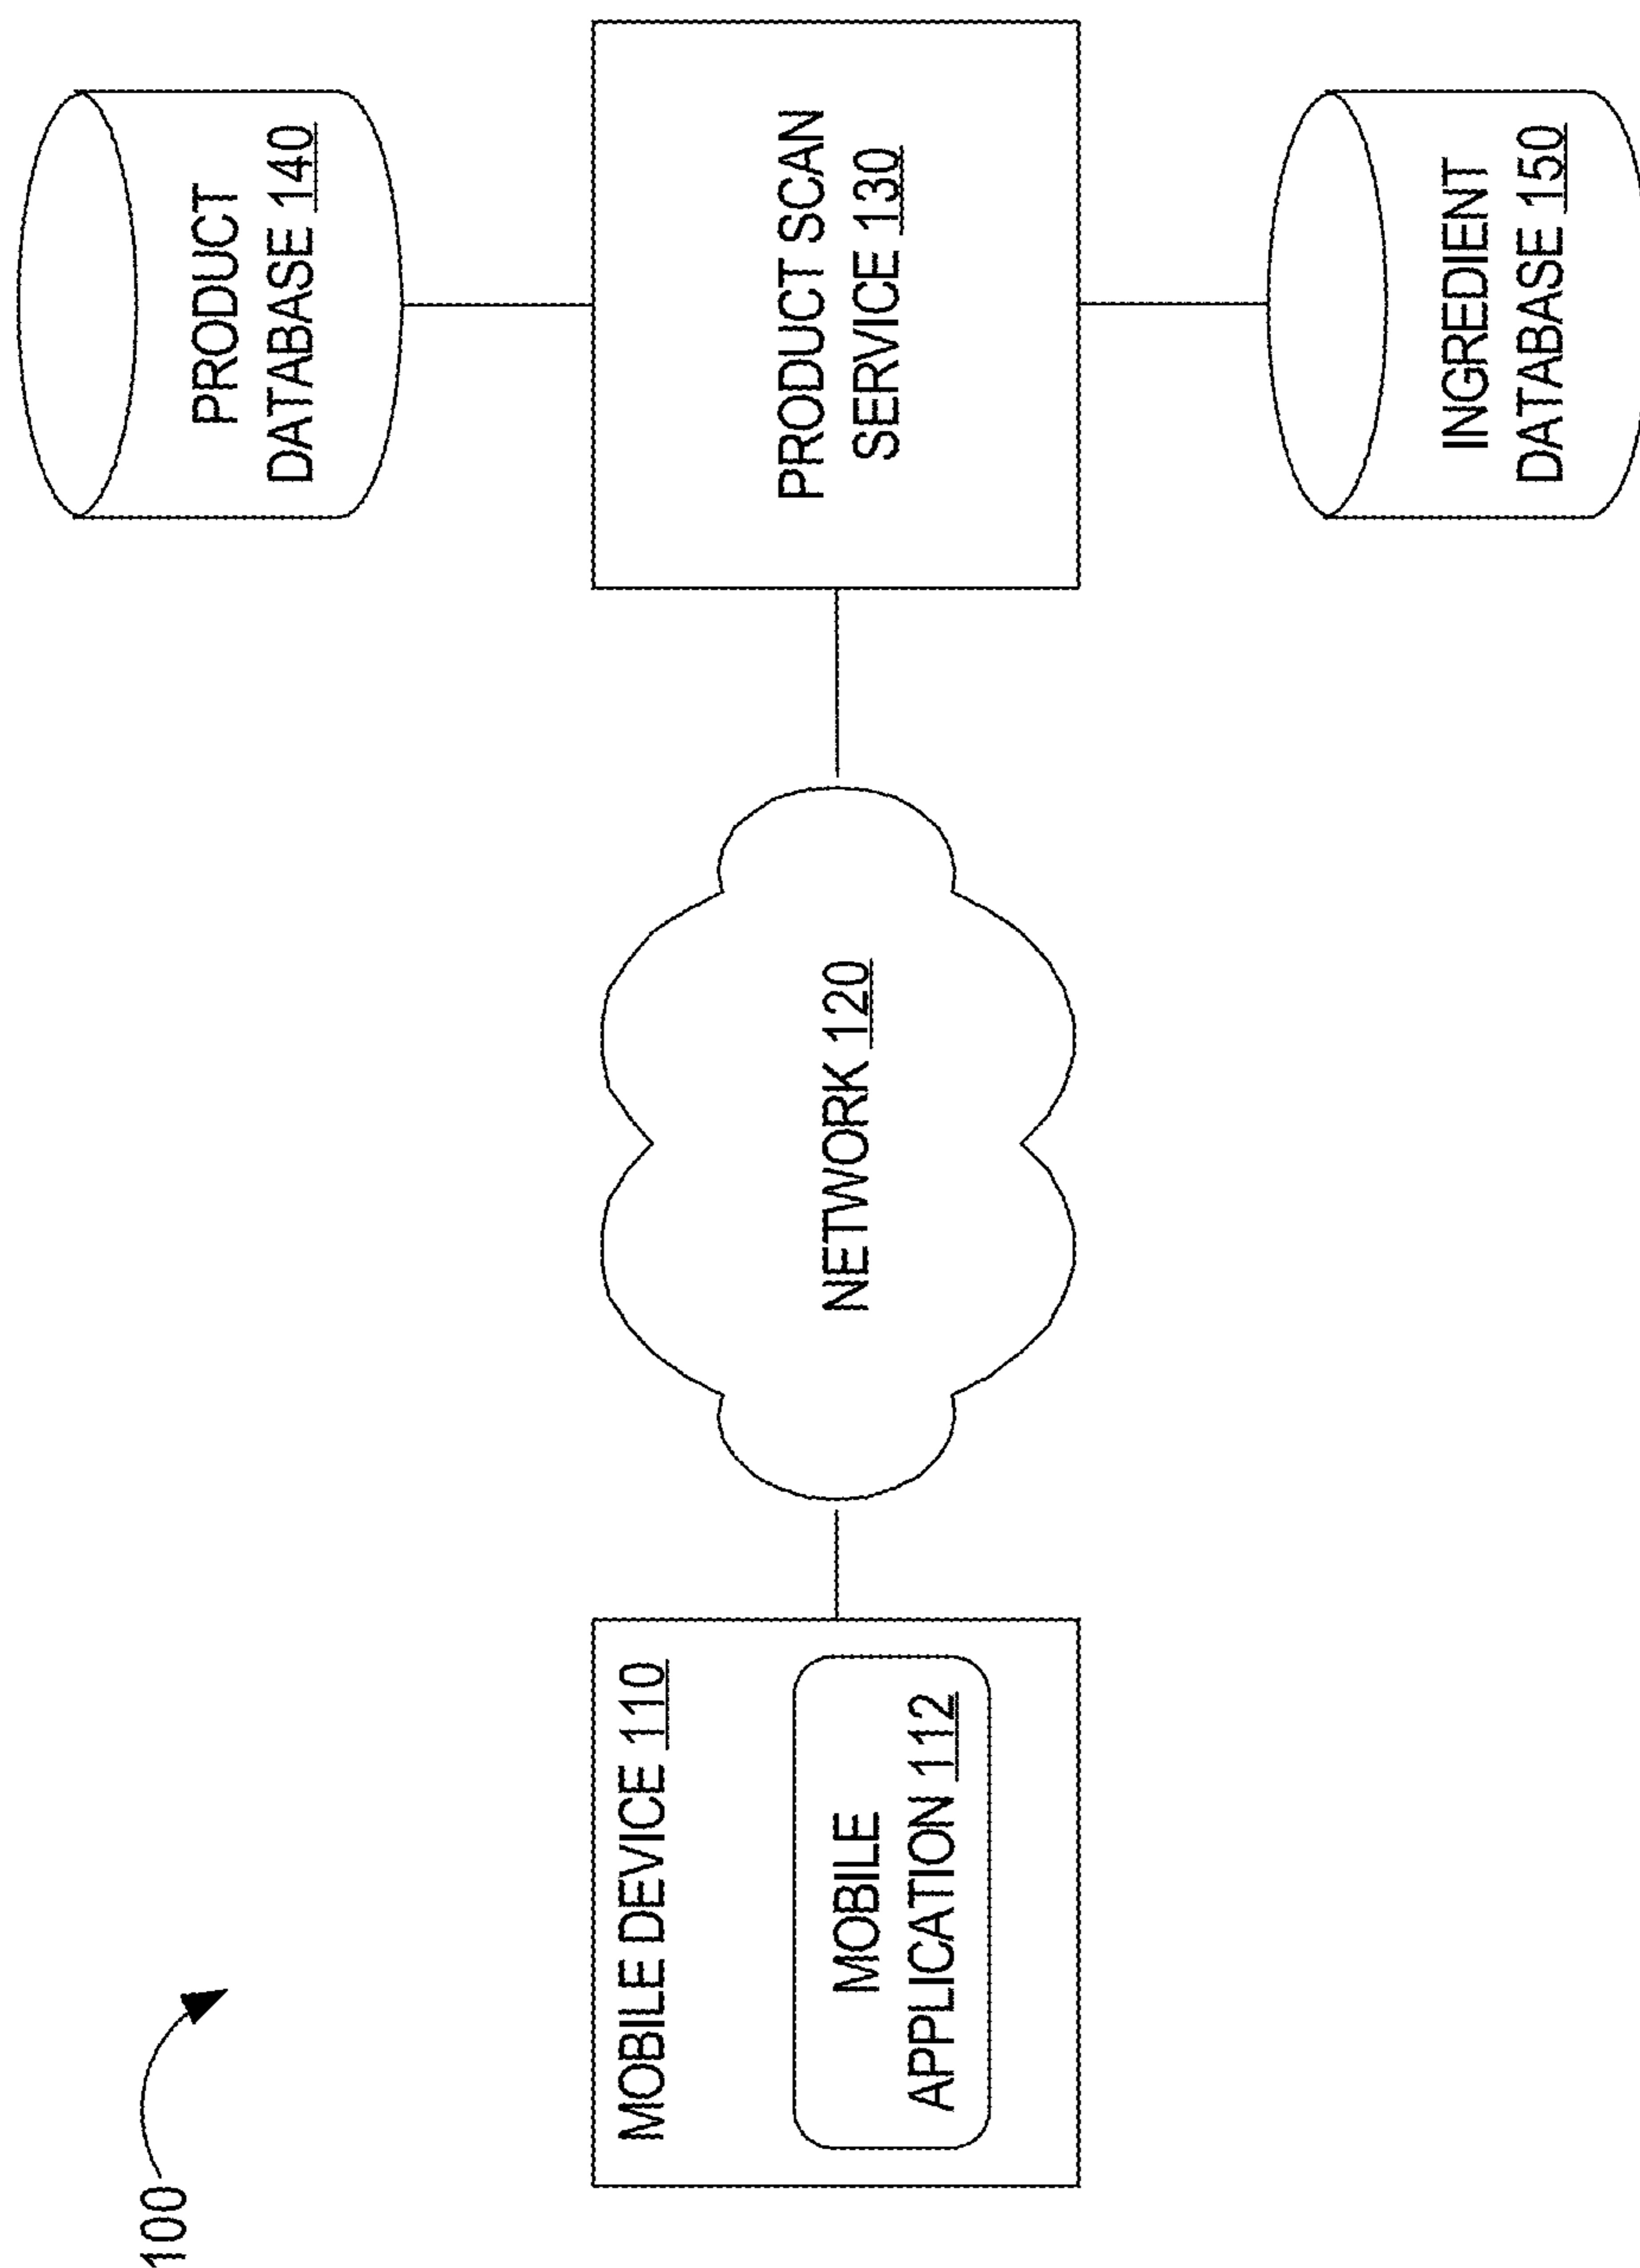 100
MOBILE DEVICE 110
MOBILE
APPLICATION 112
NETWORK 120
PRODUCT
DATABASE 140
PRODUCT SCAN
SERVICE 130
INGREDIENT
DATABASE 150